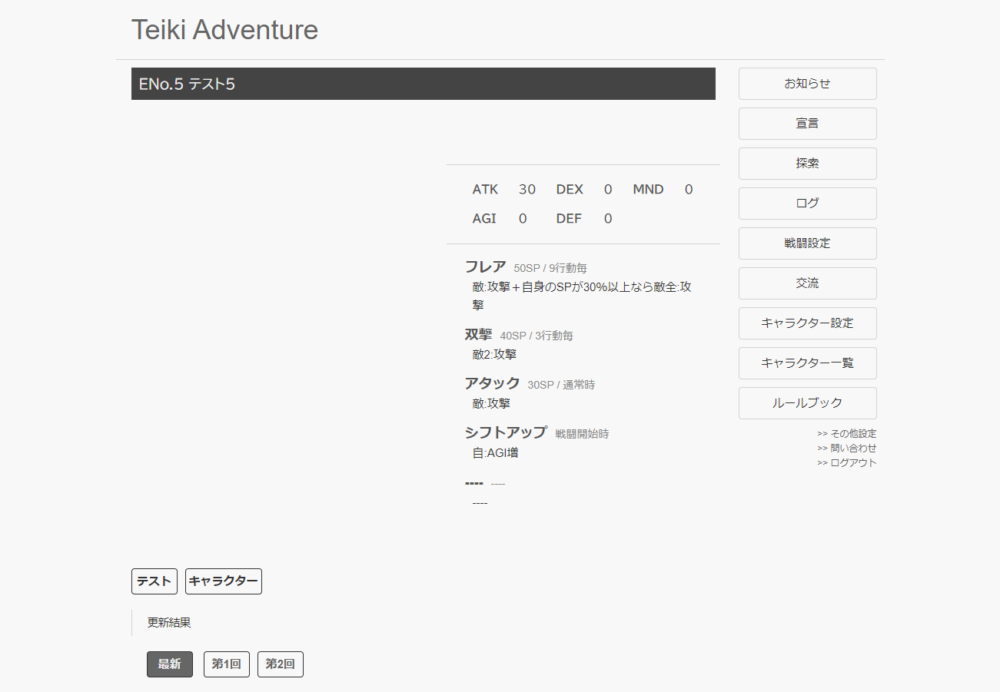 Teiki Adventure
ENo.5 テスト5
ATK 30 DEX 0 MND 0
AGI 0 DEF 0
フレア 50SP / 9行動毎
敵:攻撃＋自身のSPが30%以上なら敵全:攻
撃
双撃 40SP / 3行動毎
敵2:攻撃
アタック 30SP / 通常時
敵:攻撃
シフトアップ 戦闘開始時
自:AGI増
---- ----
----
テスト キャラクター
更新結果
最新 第1回 第2回
お知らせ
宣言
探索
ログ
戦闘設定
交流
キャラクター設定
キャラクター一覧
ルールブック
>> その他設定
>> 問い合わせ
>> ログアウト